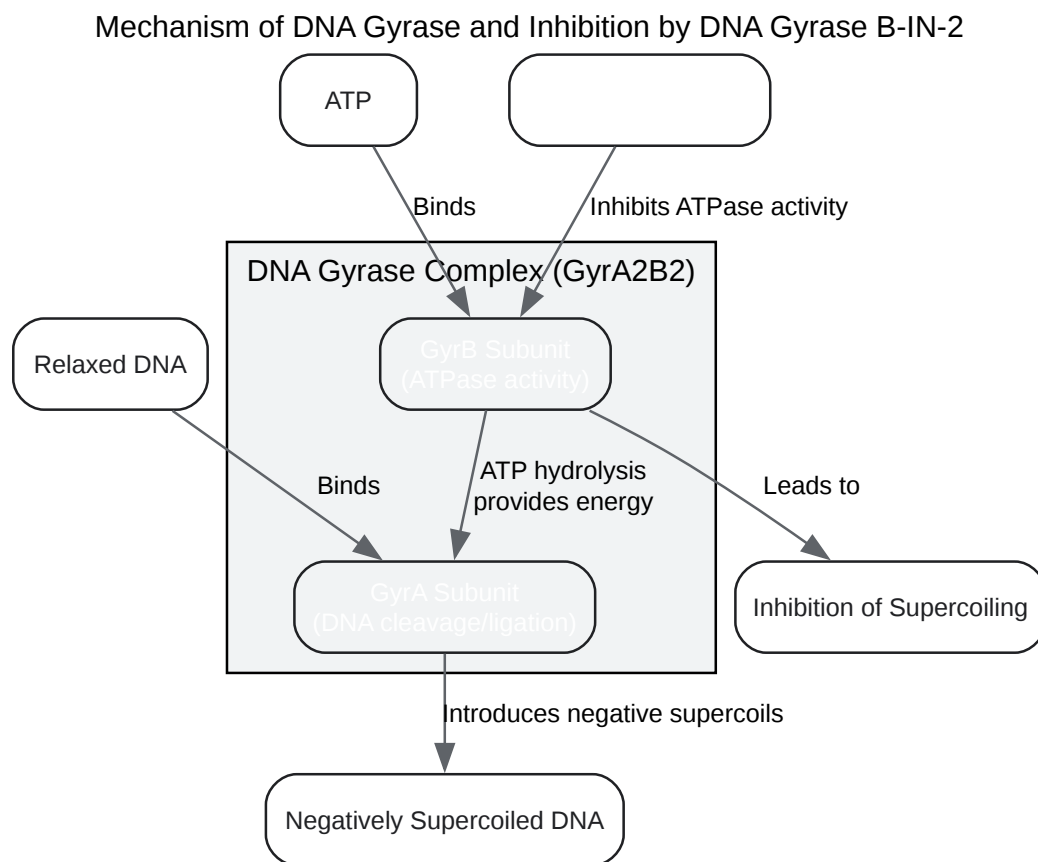 Mechanism of DNA Gyrase and Inhibition by DNA Gyrase B-IN-2
ATP
Binds
Inhibits ATPase activity
DNA Gyrase Complex (GyrA2B2)
Relaxed DNA
GyrB Subunit
(ATPase activity)
Binds
ATP hydrolysis
provides energy
Leads to
GyrA Subunit
(DNA cleavage/ligation)
Inhibition of Supercoiling
Introduces negative supercoils
Negatively Supercoiled DNA